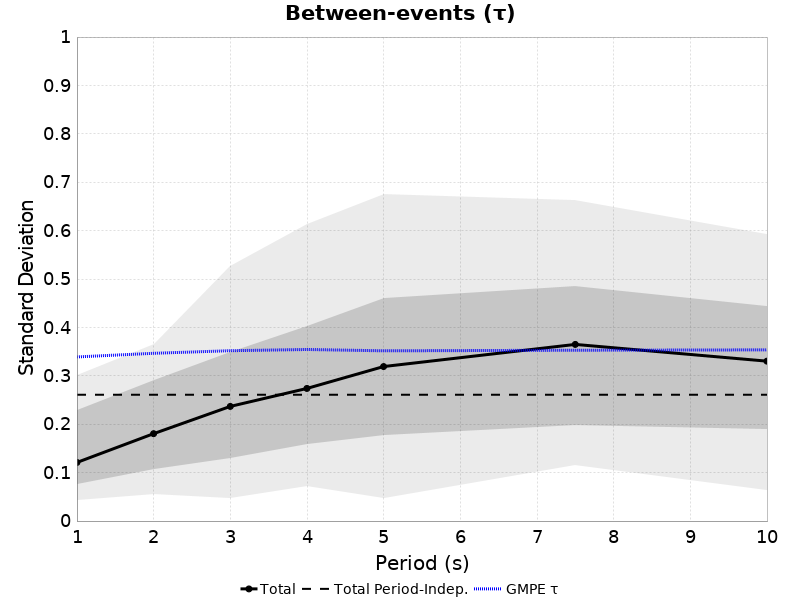 Between-events (τ)
Standard Deviation
1
0.9
0.8
0.7
0.6
0.5
0.4
0.3
0.2
0.1
0
1 2 3 4 5 6 7 8 9 10
Period (s)
Total Total Period-Indep. GMPE τ